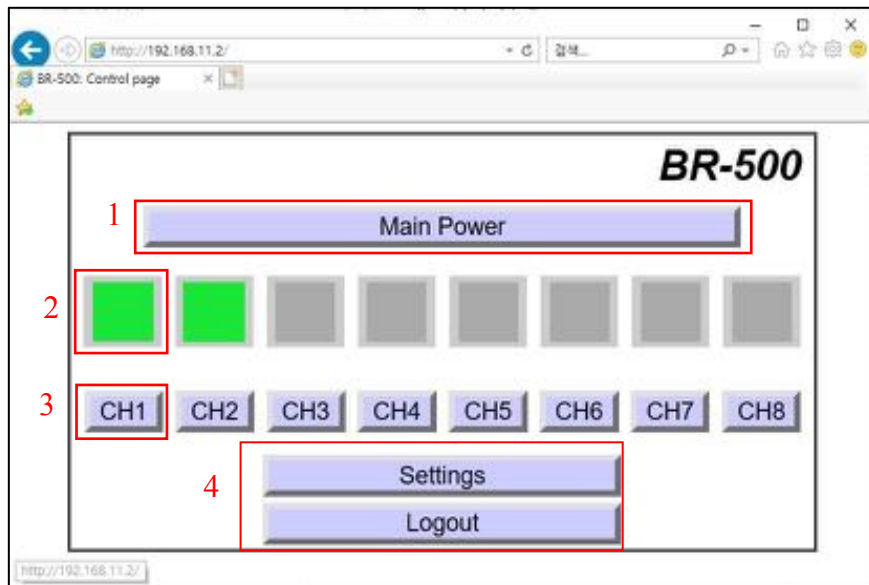 http://192.168.11.2/
검색...
BR-500: Control page
BR-500
1
Main Power
2
3
CH1 CH2 CH3 CH4 CH5 CH6 CH7 CH8
4
Settings
Logout
http://192.168.11.2/